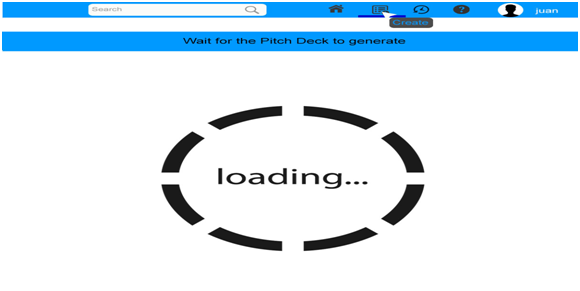 Search
juan
Create
Wait for the Pitch Deck to generate
loading...